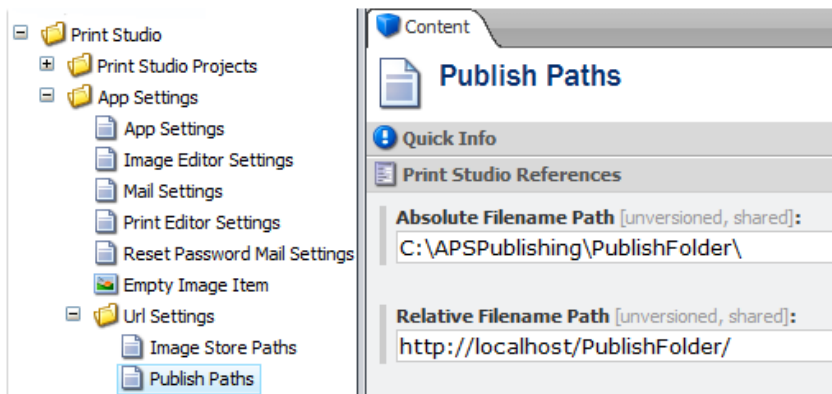 Print Studio
Print Studio Projects
App Settings
App Settings
Image Editor Settings
Mail Settings
Print Editor Settings
Reset Password Mail Settings
Empty Image Item
Url Settings
Image Store Paths
Publish Paths
Content
Publish Paths
Quick Info
Print Studio References
Absolute Filename Path [unversioned, shared]:
C:\APSPublishing\PublishFolder\
Relative Filename Path [unversioned, shared]:
http://localhost/PublishFolder/